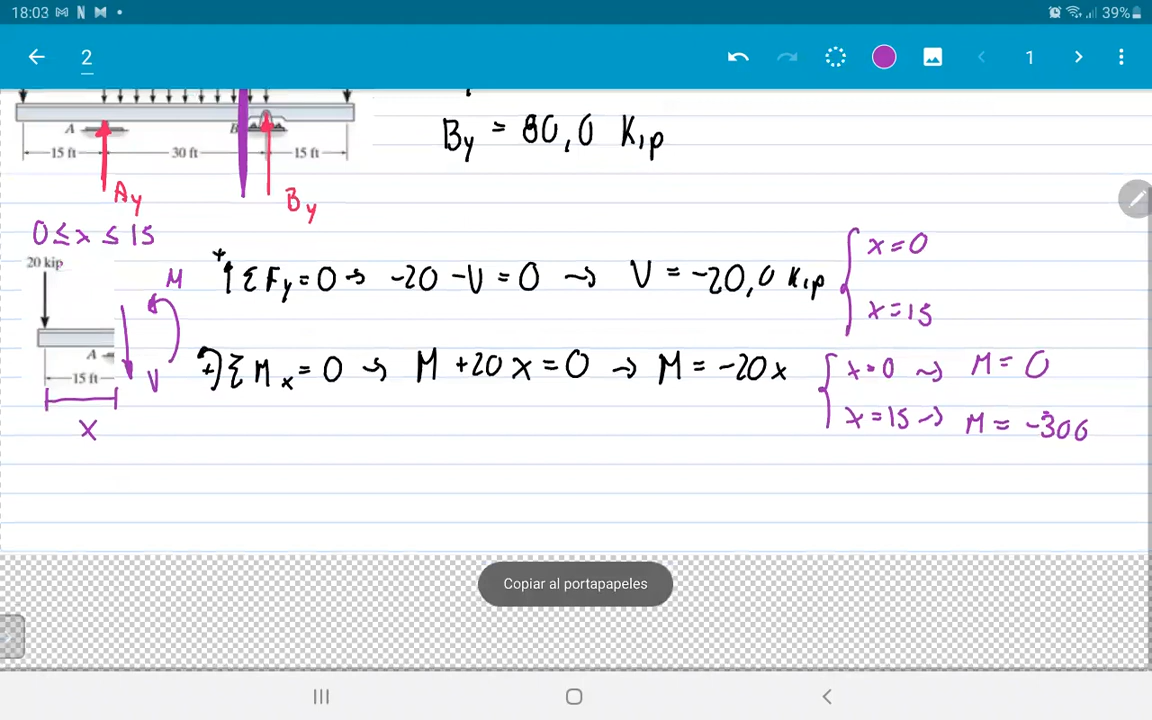 18:03 39%
2 1
A B
15 ft 30 ft 15 ft
Ay By
By = 80,0 Kip
0 ≤ x ≤ 15
20 kip
M
+↑ΣFy = 0 → -20 - V = 0 → V = -20,0 Kip { x = 0
x = 15
A
15 ft
V
x
+)ΣMx = 0 → M + 20x = 0 → M = -20x { x = 0 → M = 0
x = 15 → M = -300
Copiar al portapapeles